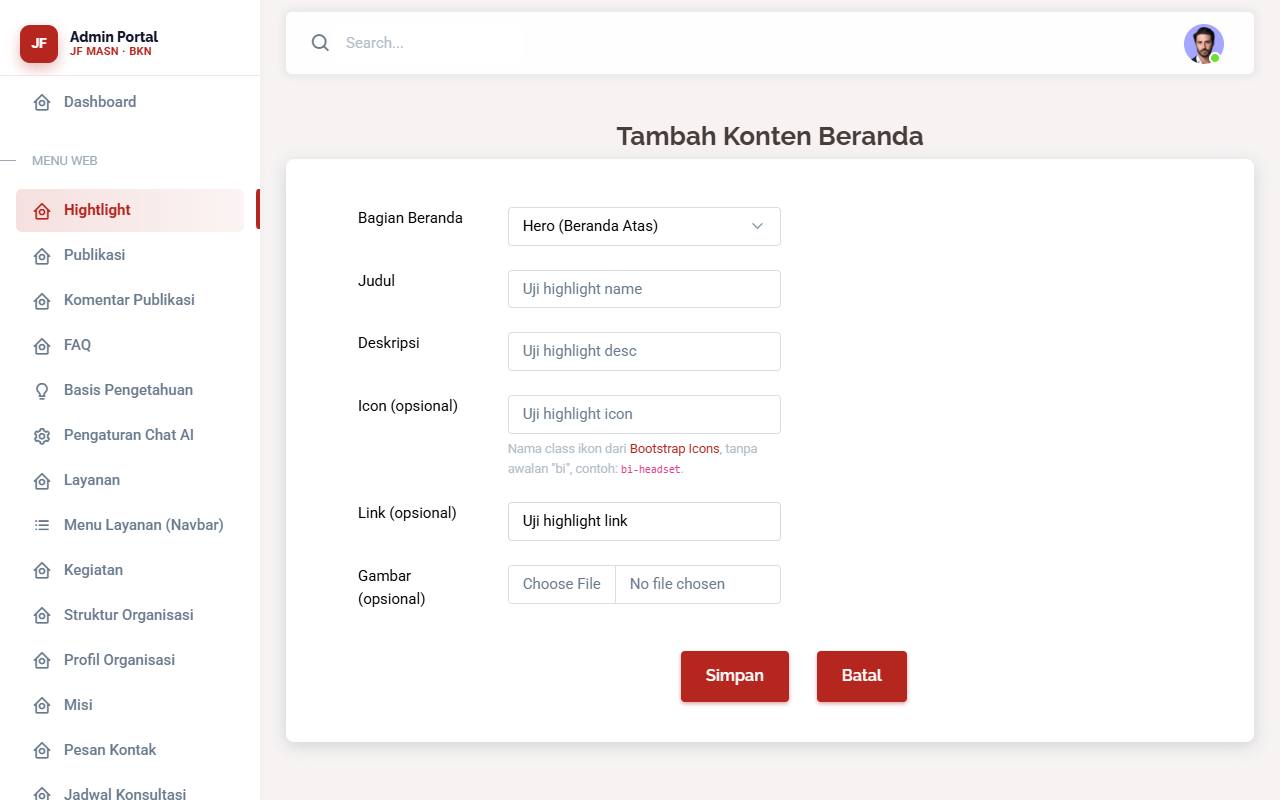 JF
Admin Portal
JF MASN · BKN
Search...
Dashboard
MENU WEB
Hightlight
Publikasi
Komentar Publikasi
FAQ
Basis Pengetahuan
Pengaturan Chat AI
Layanan
Menu Layanan (Navbar)
Kegiatan
Struktur Organisasi
Profil Organisasi
Misi
Pesan Kontak
Jadwal Konsultasi
Tambah Konten Beranda
Bagian Beranda
Hero (Beranda Atas)
Judul
Uji highlight name
Deskripsi
Uji highlight desc
Icon (opsional)
Uji highlight icon
Nama class ikon dari Bootstrap Icons, tanpa
awalan "bi", contoh: bi-headset.
Link (opsional)
Uji highlight link
Gambar
(opsional)
Choose File No file chosen
Simpan
Batal